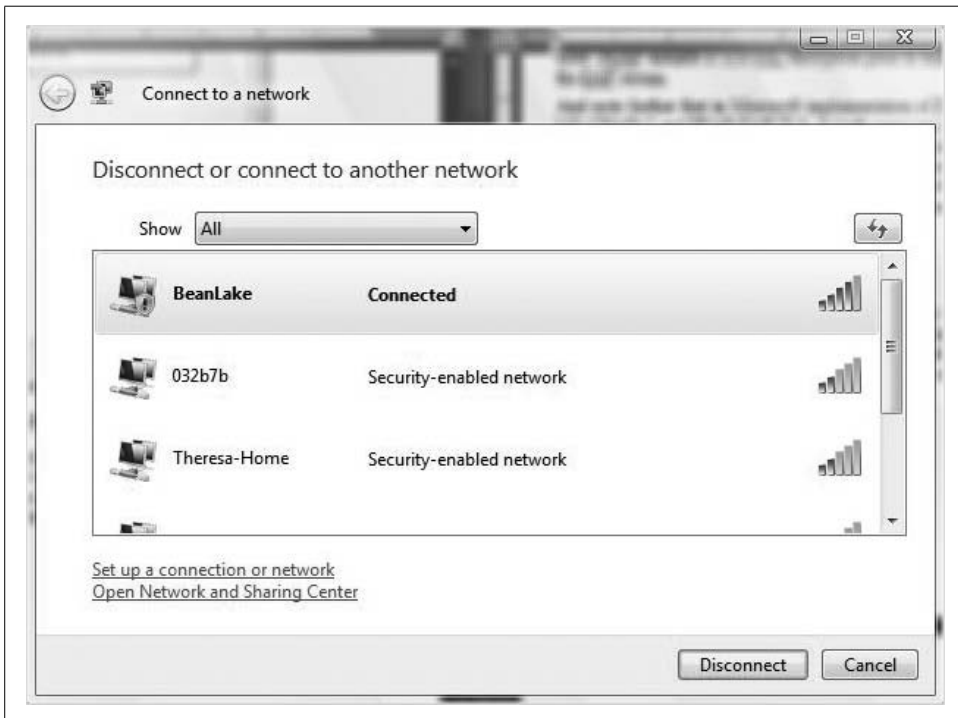 Connect to a network
Disconnect or connect to another network
Show All
BeanLake Connected
032b7b Security-enabled network
Theresa-Home Security-enabled network
Set up a connection or network
Open Network and Sharing Center
Disconnect Cancel